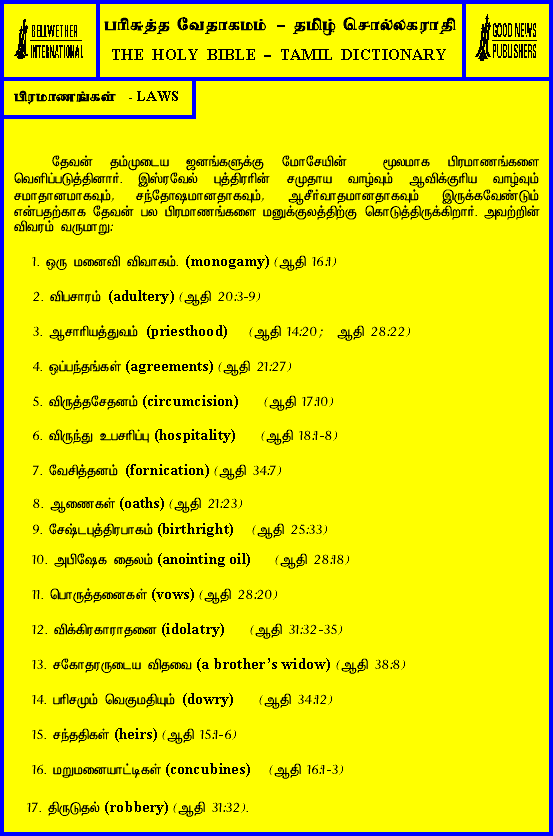 BELLWETHER
INTERNATIONAL
பரிசுத்த வேதாகமம் – தமிழ் சொல்லகராதி
THE HOLY BIBLE – TAMIL DICTIONARY
GOOD NEWS
PUBLISHERS
பிரமாணங்கள் - LAWS
தேவன் தம்முடைய ஜனங்களுக்கு மோசேயின் மூலமாக பிரமாணங்களை
வெளிப்படுத்தினார். இஸ்ரவேல் புத்திரரின் சமுதாய வாழ்வும் ஆவிக்குரிய வாழ்வும்
சமாதானமாகவும், சந்தோஷமானதாகவும், ஆசீர்வாதமானதாகவும் இருக்கவேண்டும்
என்பதற்காக தேவன் பல பிரமாணங்களை மனுக்குலத்திற்கு கொடுத்திருக்கிறார். அவற்றின்
விவரம் வருமாறு:
1. ஒரு மனைவி விவாகம். (monogamy) (ஆதி 16:1)
2. விபசாரம் (adultery) (ஆதி 20:3-9)
3. ஆசாரியத்துவம் (priesthood) (ஆதி 14:20; ஆதி 28:22)
4. ஒப்பந்தங்கள் (agreements) (ஆதி 21:27)
5. விருத்தசேதனம் (circumcision) (ஆதி 17:10)
6. விருந்து உபசரிப்பு (hospitality) (ஆதி 18:1-8)
7. வேசித்தனம் (fornication) (ஆதி 34:7)
8. ஆணைகள் (oaths) (ஆதி 21:23)
9. சேஷ்டபுத்திரபாகம் (birthright) (ஆதி 25:33)
10. அபிஷேக தைலம் (anointing oil) (ஆதி 28:18)
11. பொருத்தனைகள் (vows) (ஆதி 28:20)
12. விக்கிரகாராதனை (idolatry) (ஆதி 31:32-35)
13. சகோதரருடைய விதவை (a brother's widow) (ஆதி 38:8)
14. பரிசமும் வெகுமதியும் (dowry) (ஆதி 34:12)
15. சந்ததிகள் (heirs) (ஆதி 15:1-6)
16. மறுமனையாட்டிகள் (concubines) (ஆதி 16:1-3)
17. திருடுதல் (robbery) (ஆதி 31:32).